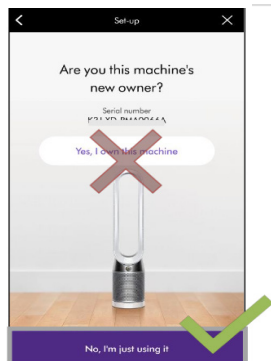 Set-up
Are you this machine's
new owner?
Serial number
Yes, I own this machine
No, I'm just using it